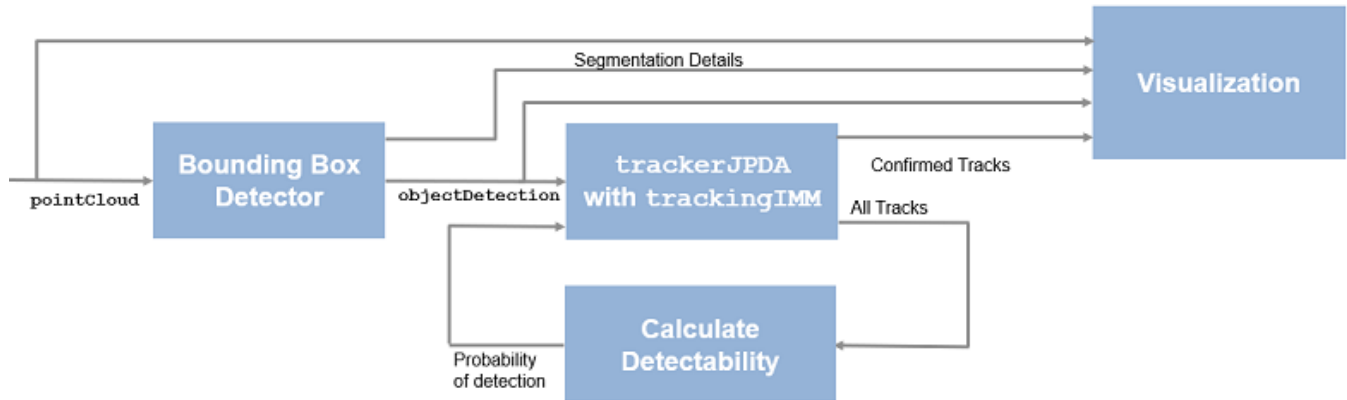 Segmentation Details
Visualization
Bounding Box
Detector
pointCloud
objectDetection
trackerJPDA
with trackingIMM
Confirmed Tracks
All Tracks
Calculate
Detectability
Probability
of detection